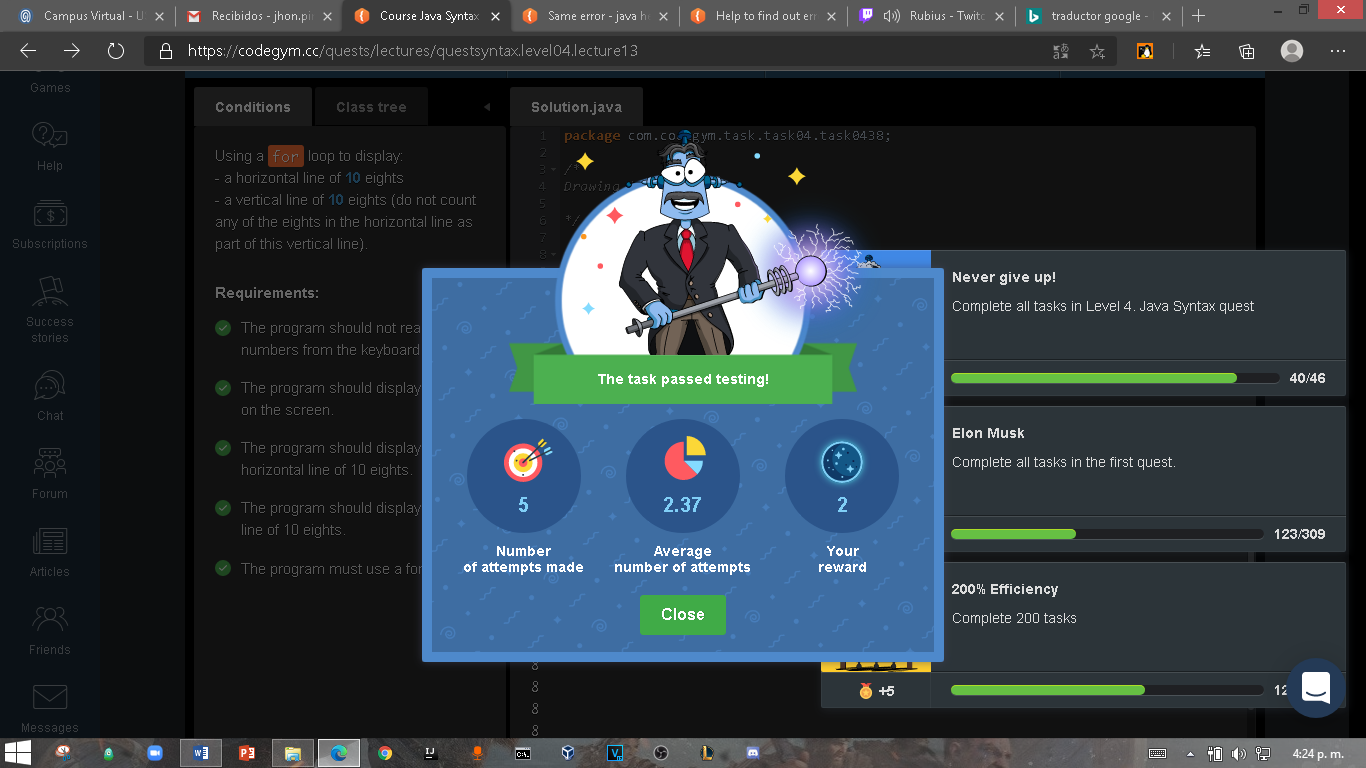 Campus Virtual - U
Recibidos - jhon.pi
Course Java Syntax
Same error - java h
Help to find out err
Rubius - Twitc
traductor google -
https://codegym.cc/quests/lectures/questsyntax.level04.lecture13
Games
Help
Subscriptions
Success
stories
Chat
Forum
Articles
Friends
Messages
Conditions
Class tree
Using a for loop to display:
- a horizontal line of 10 eights
- a vertical line of 10 eights (do not count
any of the eights in the horizontal line as
part of this vertical line).
Requirements:
The program should not rea
numbers from the keyboard
The program should display
on the screen.
The program should display
horizontal line of 10 eights.
The program should display
line of 10 eights.
The program must use a for
Solution.java
1 package com.codegym.task.task04.task0438;
2
3 /*
4 Drawing
5
6 */
7
8
8
8
8
8
The task passed testing!
5
Number
of attempts made
2.37
Average
number of attempts
2
Your
reward
Close
Never give up!
Complete all tasks in Level 4. Java Syntax quest
40/46
Elon Musk
Complete all tasks in the first quest.
123/309
200% Efficiency
Complete 200 tasks
+5
4:24 p. m.